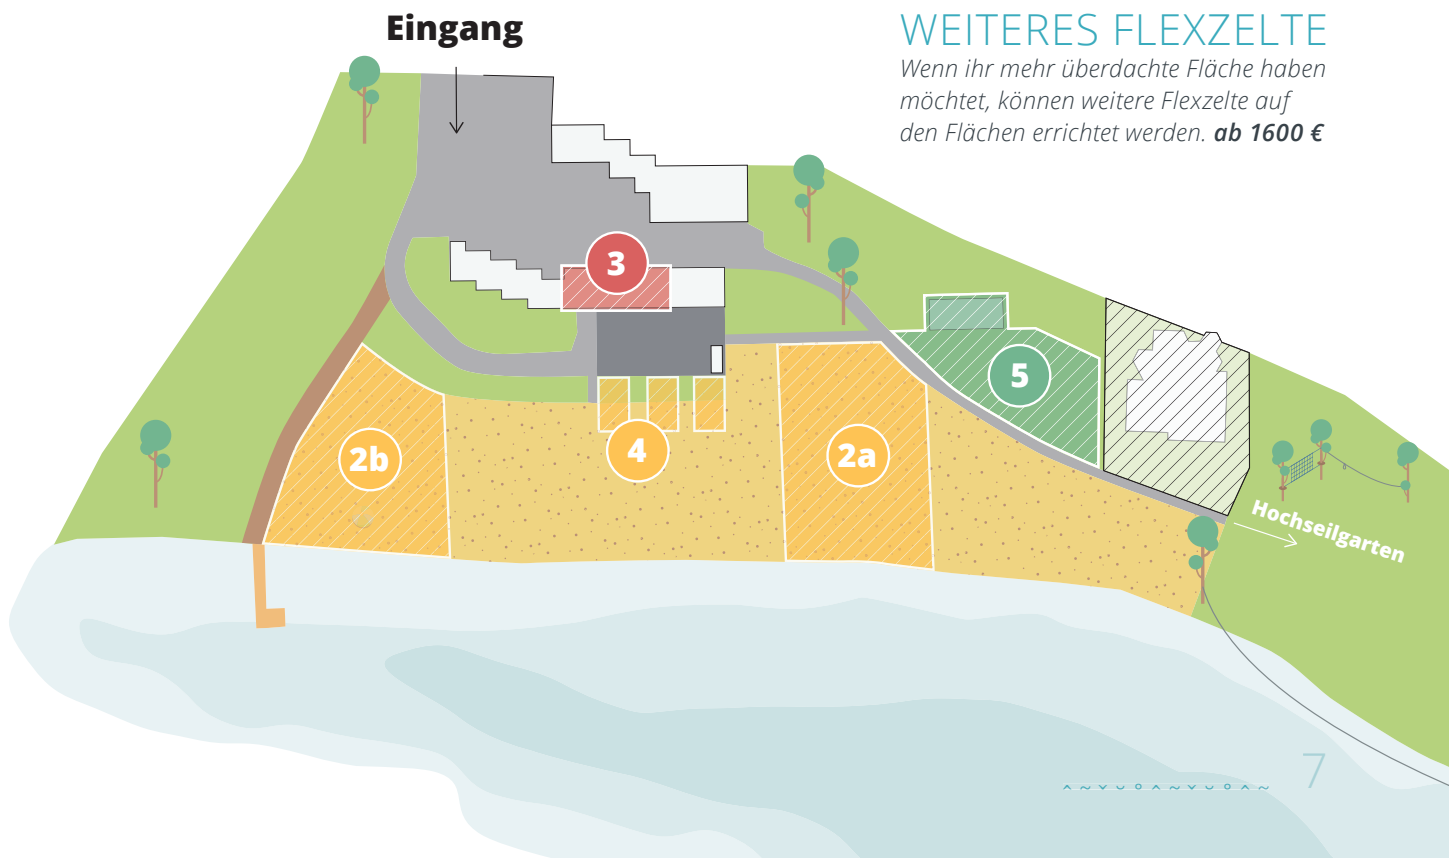 Eingang
WEITERES FLEXZELTE
Wenn ihr mehr überdachte Fläche haben
möchtet, können weitere Flexzelte auf
den Flächen errichtet werden. ab 1600 €
3
5
2b
4
2a
Hochseilgarten
7